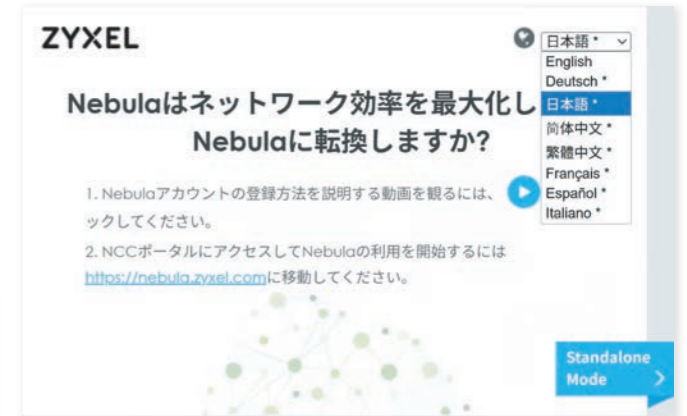 ZYXEL
日本語 *
English
Deutsch *
日本語 *
简体中文 *
繁體中文 *
Français *
Español *
Italiano *
Nebulaはネットワーク効率を最大化し
Nebulaに転換しますか?
1. Nebulaアカウントの登録方法を説明する動画を観るには、
ックしてください。
2. NCCポータルにアクセスしてNebulaの利用を開始するには
https://nebula.zyxel.comに移動してください。
Standalone
Mode